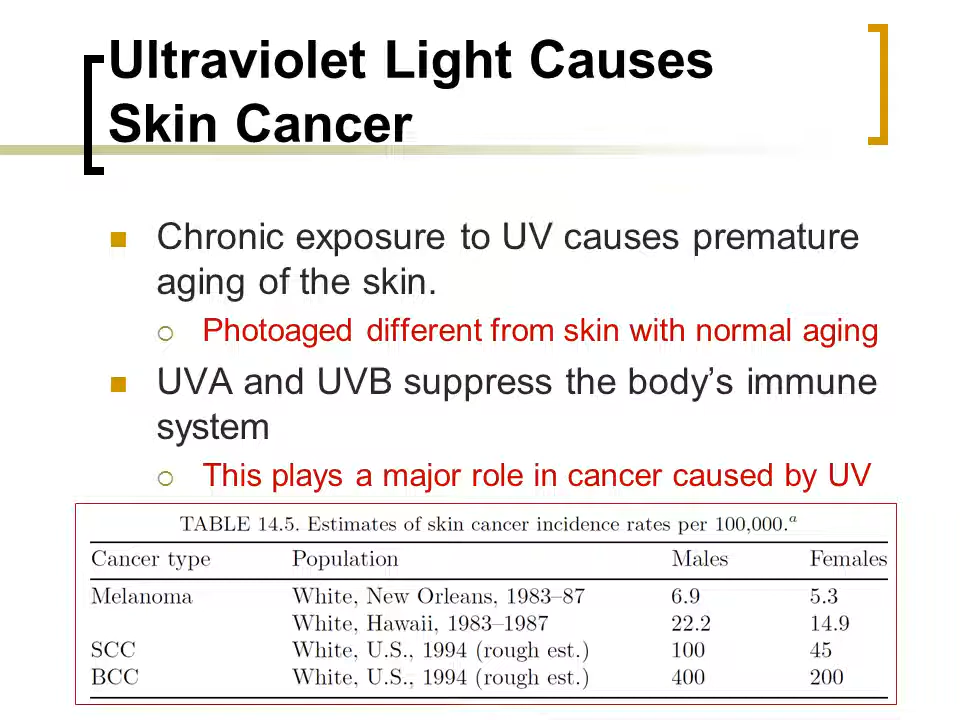 Ultraviolet Light Causes
Skin Cancer
Chronic exposure to UV causes premature
aging of the skin.
Photoaged different from skin with normal aging
UVA and UVB suppress the body’s immune
system
This plays a major role in cancer caused by UV
TABLE 14.5. Estimates of skin cancer incidence rates per 100,000.a
Cancer type Population Males Females
Melanoma White, New Orleans, 1983–87 6.9 5.3
White, Hawaii, 1983–1987 22.2 14.9
SCC White, U.S., 1994 (rough est.) 100 45
BCC White, U.S., 1994 (rough est.) 400 200